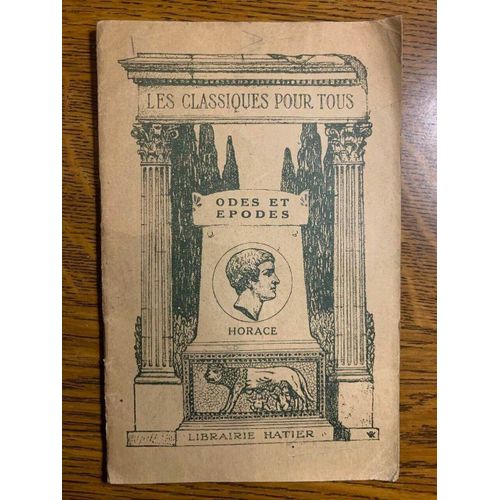 LES CLASSIQUES POUR TOUS
ODES ET
EPODES
HORACE
LIBRAIRIE HATIER